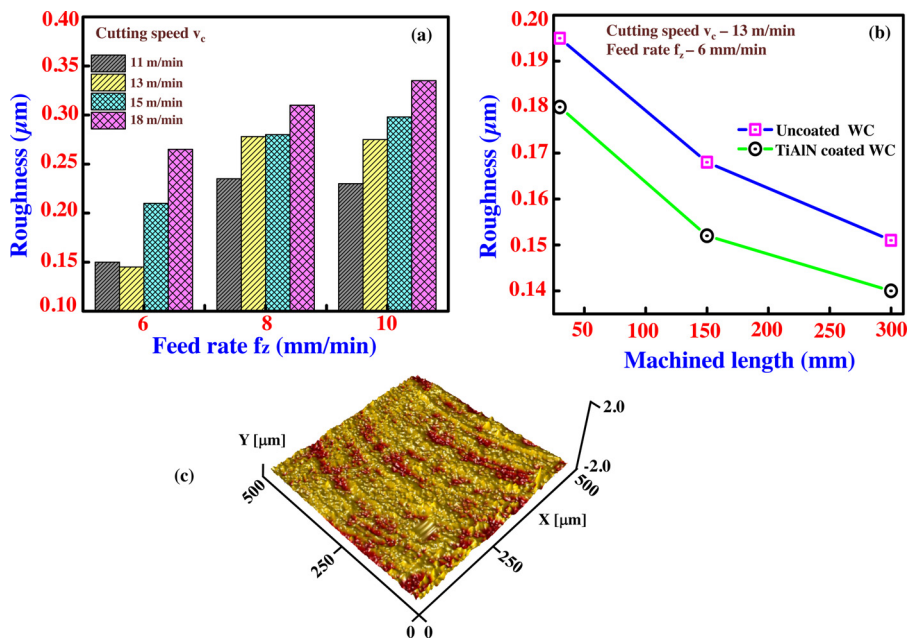 (a)
Cutting speed v_c
11 m/min
13 m/min
15 m/min
18 m/min
Roughness (μm)
0.40
0.35
0.30
0.25
0.20
0.15
0.10
6 8 10
Feed rate f_z (mm/min)
(b)
Cutting speed v_c – 13 m/min
Feed rate f_z – 6 mm/min
Uncoated WC
TiAlN coated WC
Roughness (μm)
0.20
0.19
0.18
0.17
0.16
0.15
0.14
50 100 150 200 250 300
Machined length (mm)
(c)
Y [μm]
500
250
0
0
250
500
X [μm]
2.0
-2.0